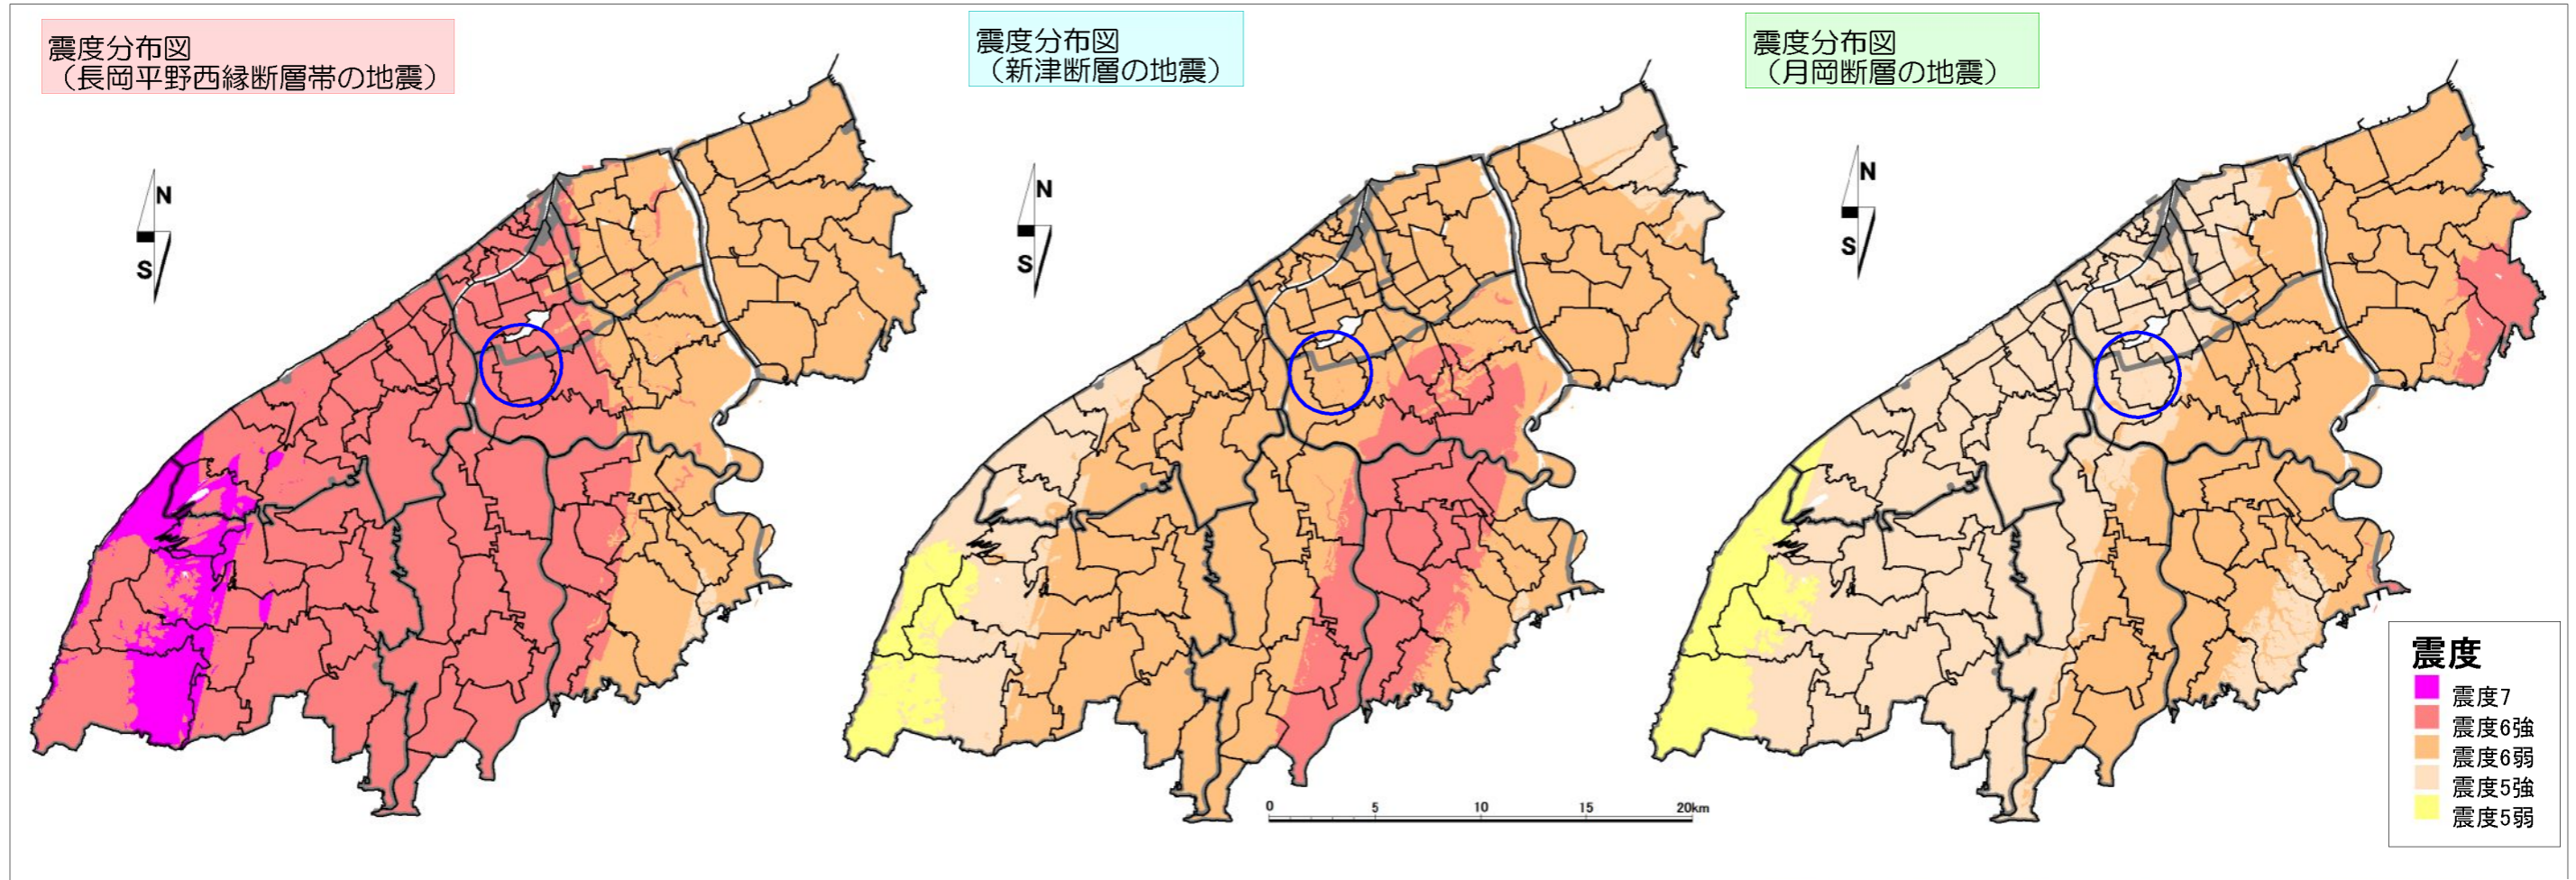 震度分布図
（長岡平野西縁断層帯の地震）
震度分布図
（新津断層の地震）
震度分布図
（月岡断層の地震）
N
S
N
S
N
S
震度
震度7
震度6強
震度6弱
震度5強
震度5弱
0 5 10 15 20km